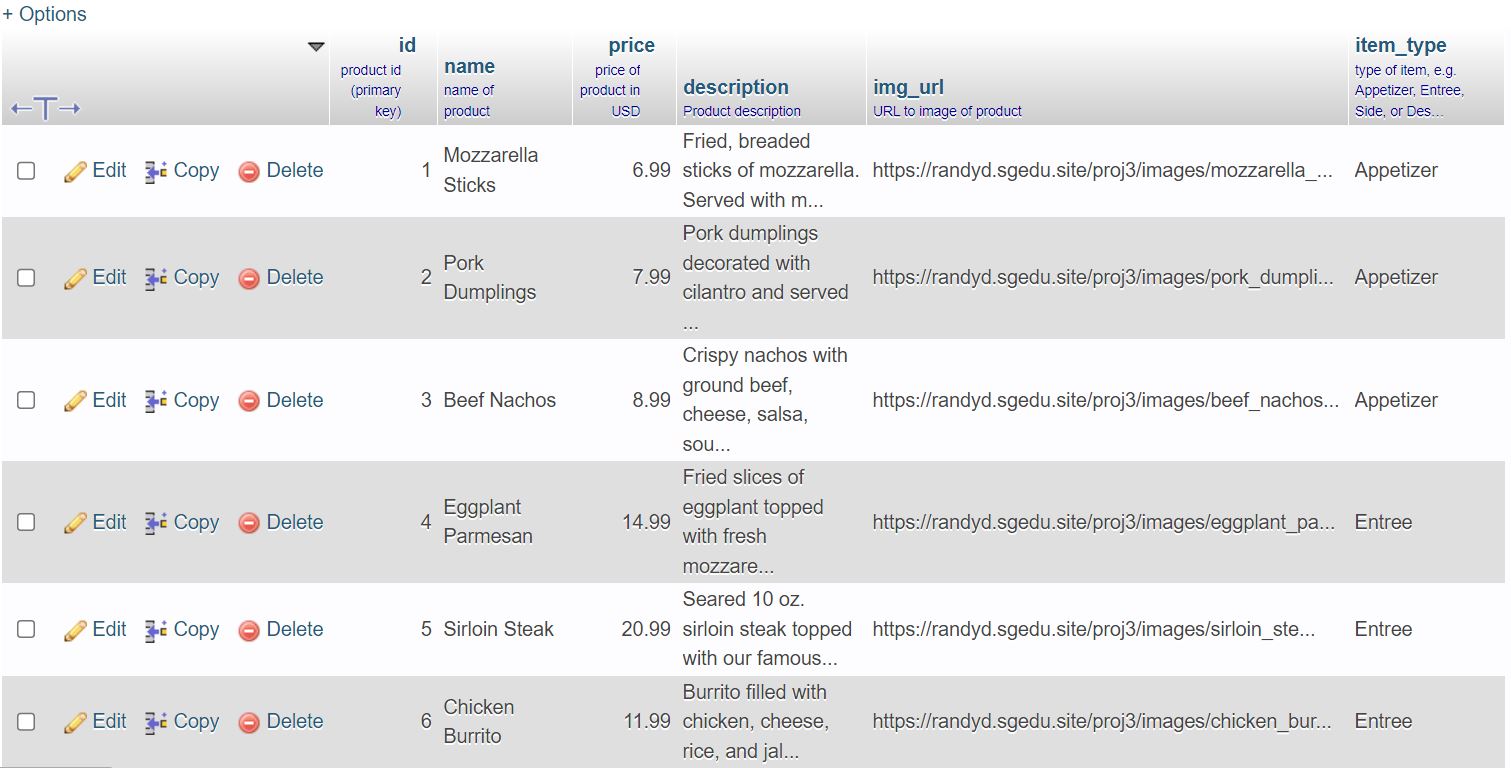 + Options
id
product id
(primary
key)
name
name of
product
price
price of
product in
USD
description
Product description
img_url
URL to image of product
item_type
type of item, e.g.
Appetizer, Entree,
Side, or Des...
←T→
Edit Copy Delete 1 Mozzarella
Sticks
6.99
Fried, breaded
sticks of mozzarella.
Served with m...
https://randyd.sgedu.site/proj3/images/mozzarella_...
Appetizer
Edit Copy Delete 2 Pork
Dumplings
7.99
Pork dumplings
decorated with
cilantro and served
...
https://randyd.sgedu.site/proj3/images/pork_dumpli...
Appetizer
Edit Copy Delete 3 Beef Nachos
8.99
Crispy nachos with
ground beef,
cheese, salsa,
sou...
https://randyd.sgedu.site/proj3/images/beef_nachos...
Appetizer
Edit Copy Delete 4 Eggplant
Parmesan
14.99
Fried slices of
eggplant topped
with fresh
mozzare...
https://randyd.sgedu.site/proj3/images/eggplant_pa...
Entree
Edit Copy Delete 5 Sirloin Steak
20.99
Seared 10 oz.
sirloin steak topped
with our famous...
https://randyd.sgedu.site/proj3/images/sirloin_ste...
Entree
Edit Copy Delete 6 Chicken
Burrito
11.99
Burrito filled with
chicken, cheese,
rice, and jal...
https://randyd.sgedu.site/proj3/images/chicken_bur...
Entree